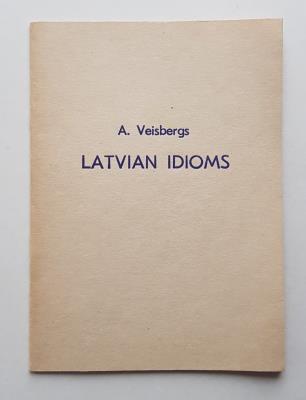 A. Veisbergs
LATVIAN IDIOMS